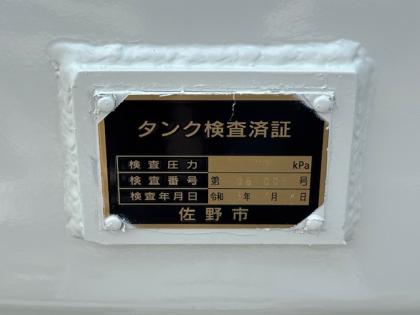 タンク検査済証
検査圧力 kPa
検査番号 第 号
検査年月日 令和 年 月 日
佐野市